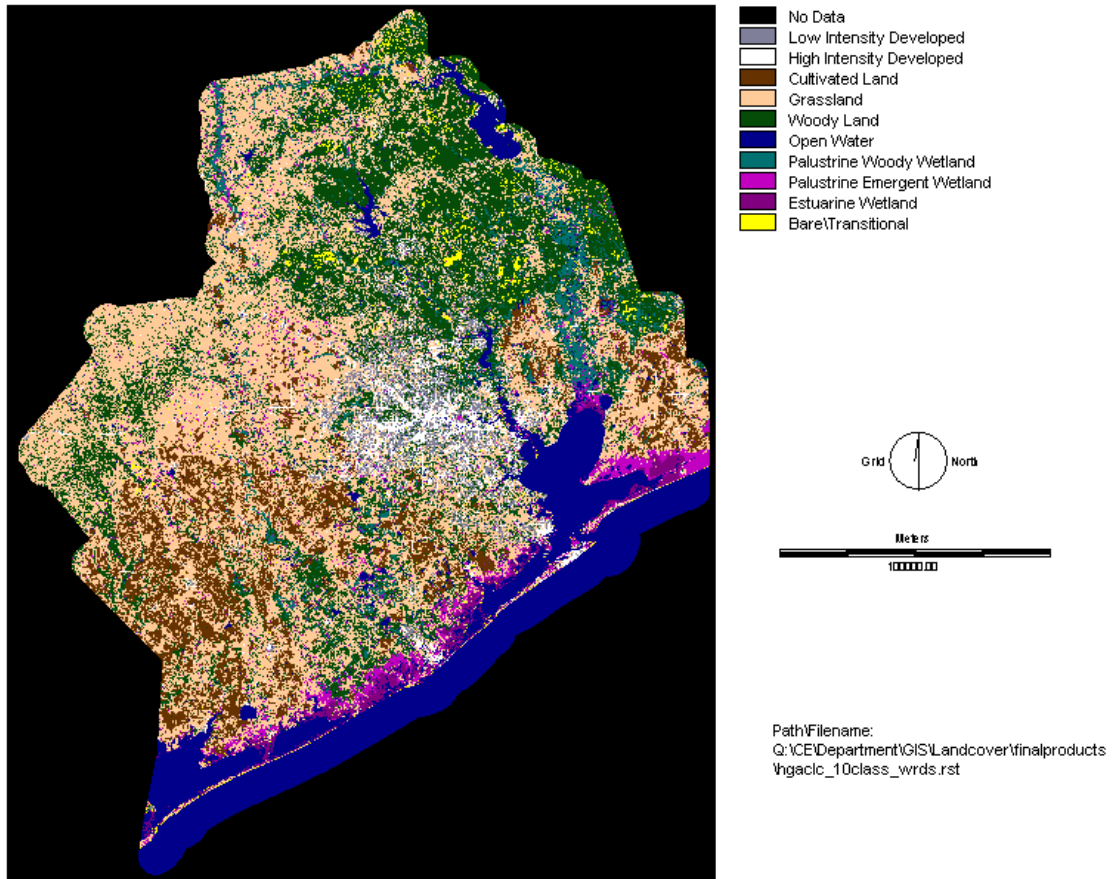 No Data
Low Intensity Developed
High Intensity Developed
Cultivated Land
Grassland
Woody Land
Open Water
Palustrine Woody Wetland
Palustrine Emergent Wetland
Estuarine Wetland
Bare\Transitional
Grid North
Meters
100000.00
Path\Filename:
Q:\CE\Department\GIS\Landcover\finalproducts
\hgaclc_10class_wrds.rst